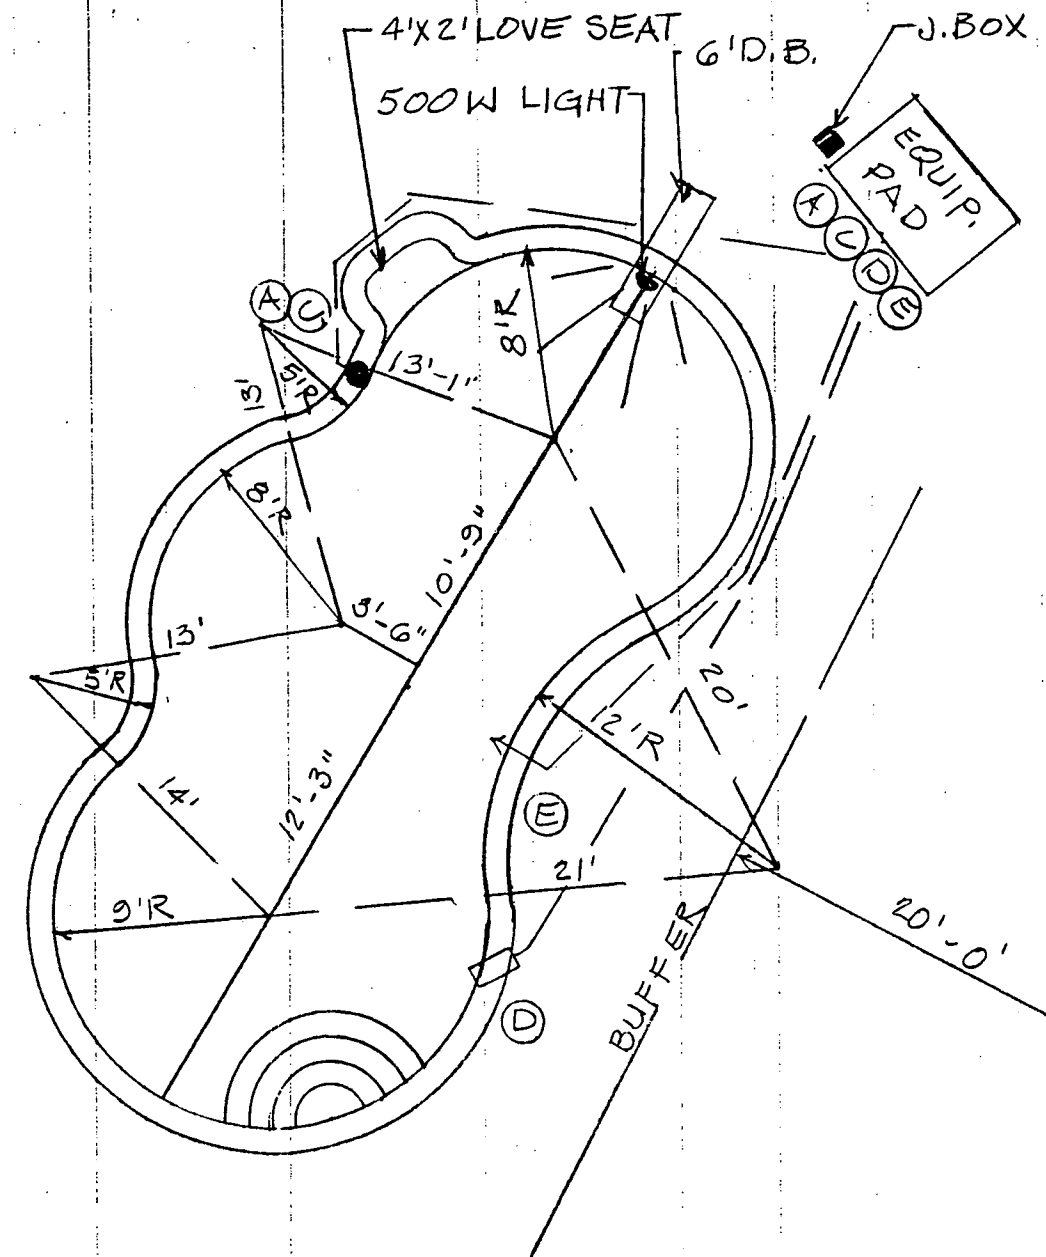 4'X2' LOVE SEAT
6' D.B.
J.BOX
500W LIGHT
EQUIP.
PAD
A
D
E
A
13'
5'R
13'-1"
8'R
8'R
10'-9"
3'-6"
13'
5'R
20'
12'R
14'
12'-3"
E
21'
9'R
20'-0'
BUFFER
D